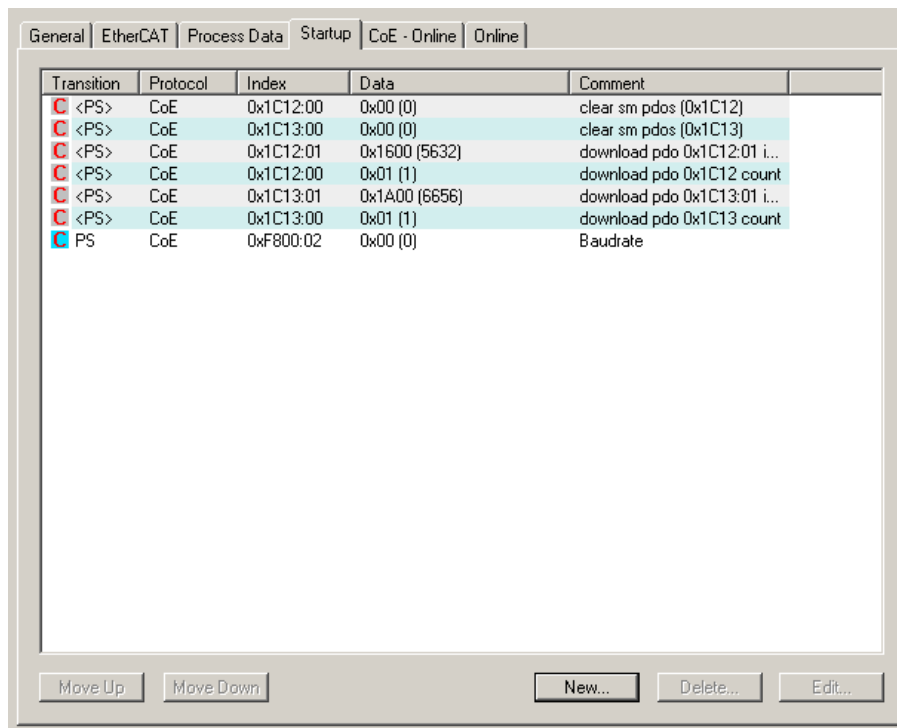 General EtherCAT Process Data Startup CoE - Online Online
Transition Protocol Index Data Comment
C <PS> CoE 0x1C12:00 0x00 (0) clear sm pdos (0x1C12)
C <PS> CoE 0x1C13:00 0x00 (0) clear sm pdos (0x1C13)
C <PS> CoE 0x1C12:01 0x1600 (5632) download pdo 0x1C12:01 i...
C <PS> CoE 0x1C12:00 0x01 (1) download pdo 0x1C12 count
C <PS> CoE 0x1C13:01 0x1A00 (6656) download pdo 0x1C13:01 i...
C <PS> CoE 0x1C13:00 0x01 (1) download pdo 0x1C13 count
C PS CoE 0xF800:02 0x00 (0) Baudrate
Move Up Move Down New... Delete... Edit...